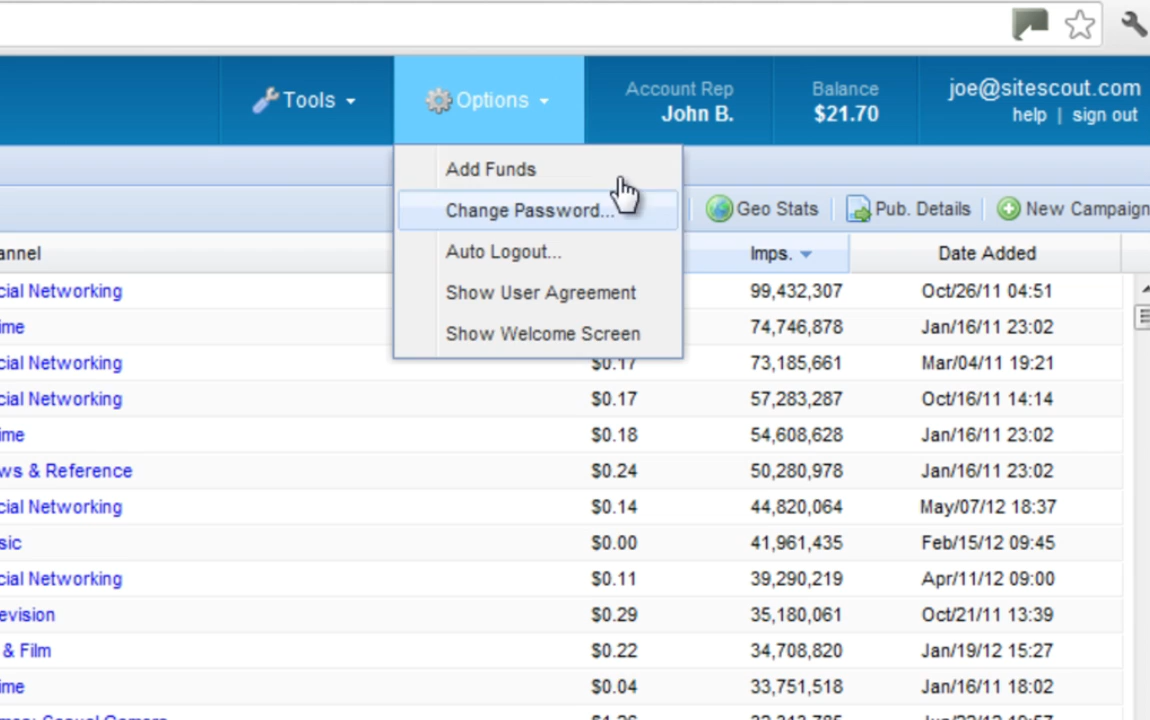 Tools
Options
Account Rep
John B.
Balance
$21.70
joe@sitescout.com
help | sign out
Add Funds
Change Password...
Auto Logout...
Show User Agreement
Show Welcome Screen
Geo Stats
Pub. Details
New Campaign
annel Imps. Date Added
cial Networking 99,432,307 Oct/26/11 04:51
ime 74,746,878 Jan/16/11 23:02
cial Networking $0.17 73,185,661 Mar/04/11 19:21
cial Networking $0.17 57,283,287 Oct/16/11 14:14
ime $0.18 54,608,628 Jan/16/11 23:02
ws & Reference $0.24 50,280,978 Jan/16/11 23:02
cial Networking $0.14 44,820,064 May/07/12 18:37
sic $0.00 41,961,435 Feb/15/12 09:45
cial Networking $0.11 39,290,219 Apr/11/12 09:00
evision $0.29 35,180,061 Oct/21/11 13:39
& Film $0.22 34,708,820 Jan/19/12 15:27
ime $0.04 33,751,518 Jan/16/11 18:02